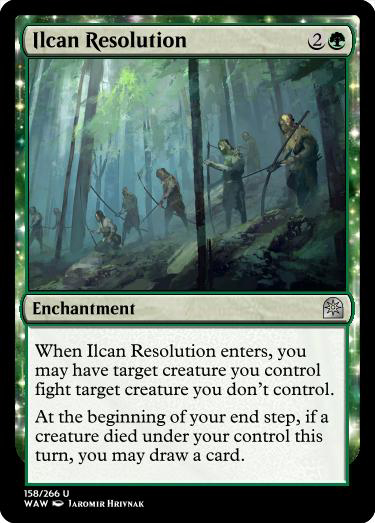 Ilcan Resolution 2
Enchantment
When Ilcan Resolution enters, you
may have target creature you control
fight target creature you don't control.
At the beginning of your end step, if a
creature died under your control this
turn, you may draw a card.
158/266 U
WAW Jaromir Hrivnak